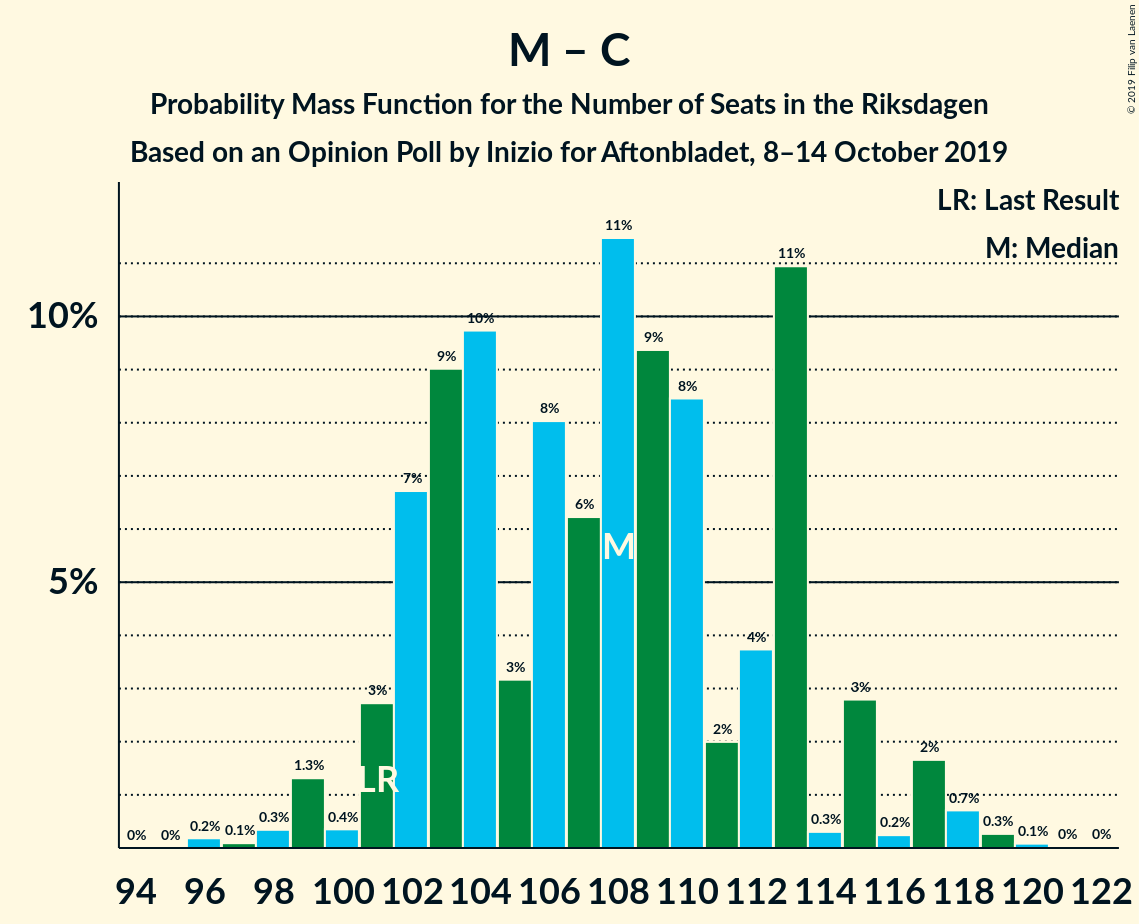 M – C
Probability Mass Function for the Number of Seats in the Riksdagen
Based on an Opinion Poll by Inizio for Aftonbladet, 8–14 October 2019
© 2019 Filip van Laenen
LR: Last Result
M: Median
10%
5%
0% 0% 0.2% 0.1% 0.3% 1.3% 0.4% 3% 7% 9% 10% 3% 8% 6% 11% 9% 8% 2% 4% 11% 0.3% 3% 0.2% 2% 0.7% 0.3% 0.1% 0% 0%
LR
M
94 96 98 100 102 104 106 108 110 112 114 116 118 120 122